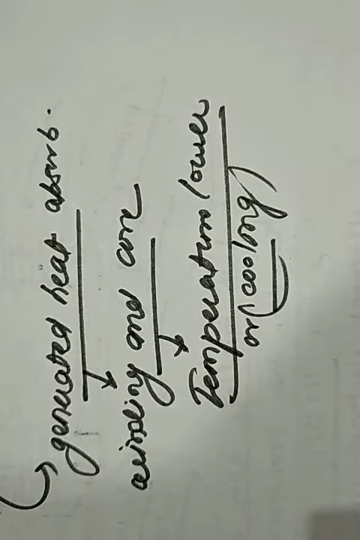 generated heat absorb.
winding and core
Temperature lower
or (cooling)